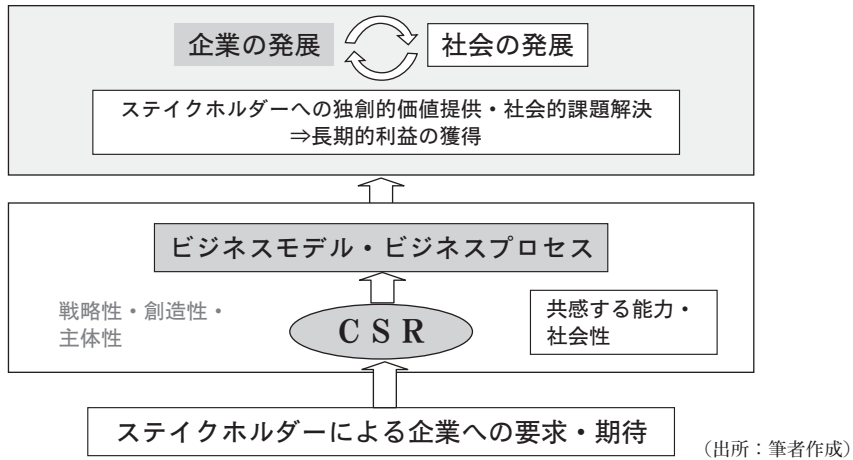 企業の発展
社会の発展
ステイクホルダーへの独創的価値提供・社会的課題解決
⇒長期的利益の獲得
ビジネスモデル・ビジネスプロセス
戦略性・創造性・
主体性
CSR
共感する能力・
社会性
ステイクホルダーによる企業への要求・期待
（出所：筆者作成）